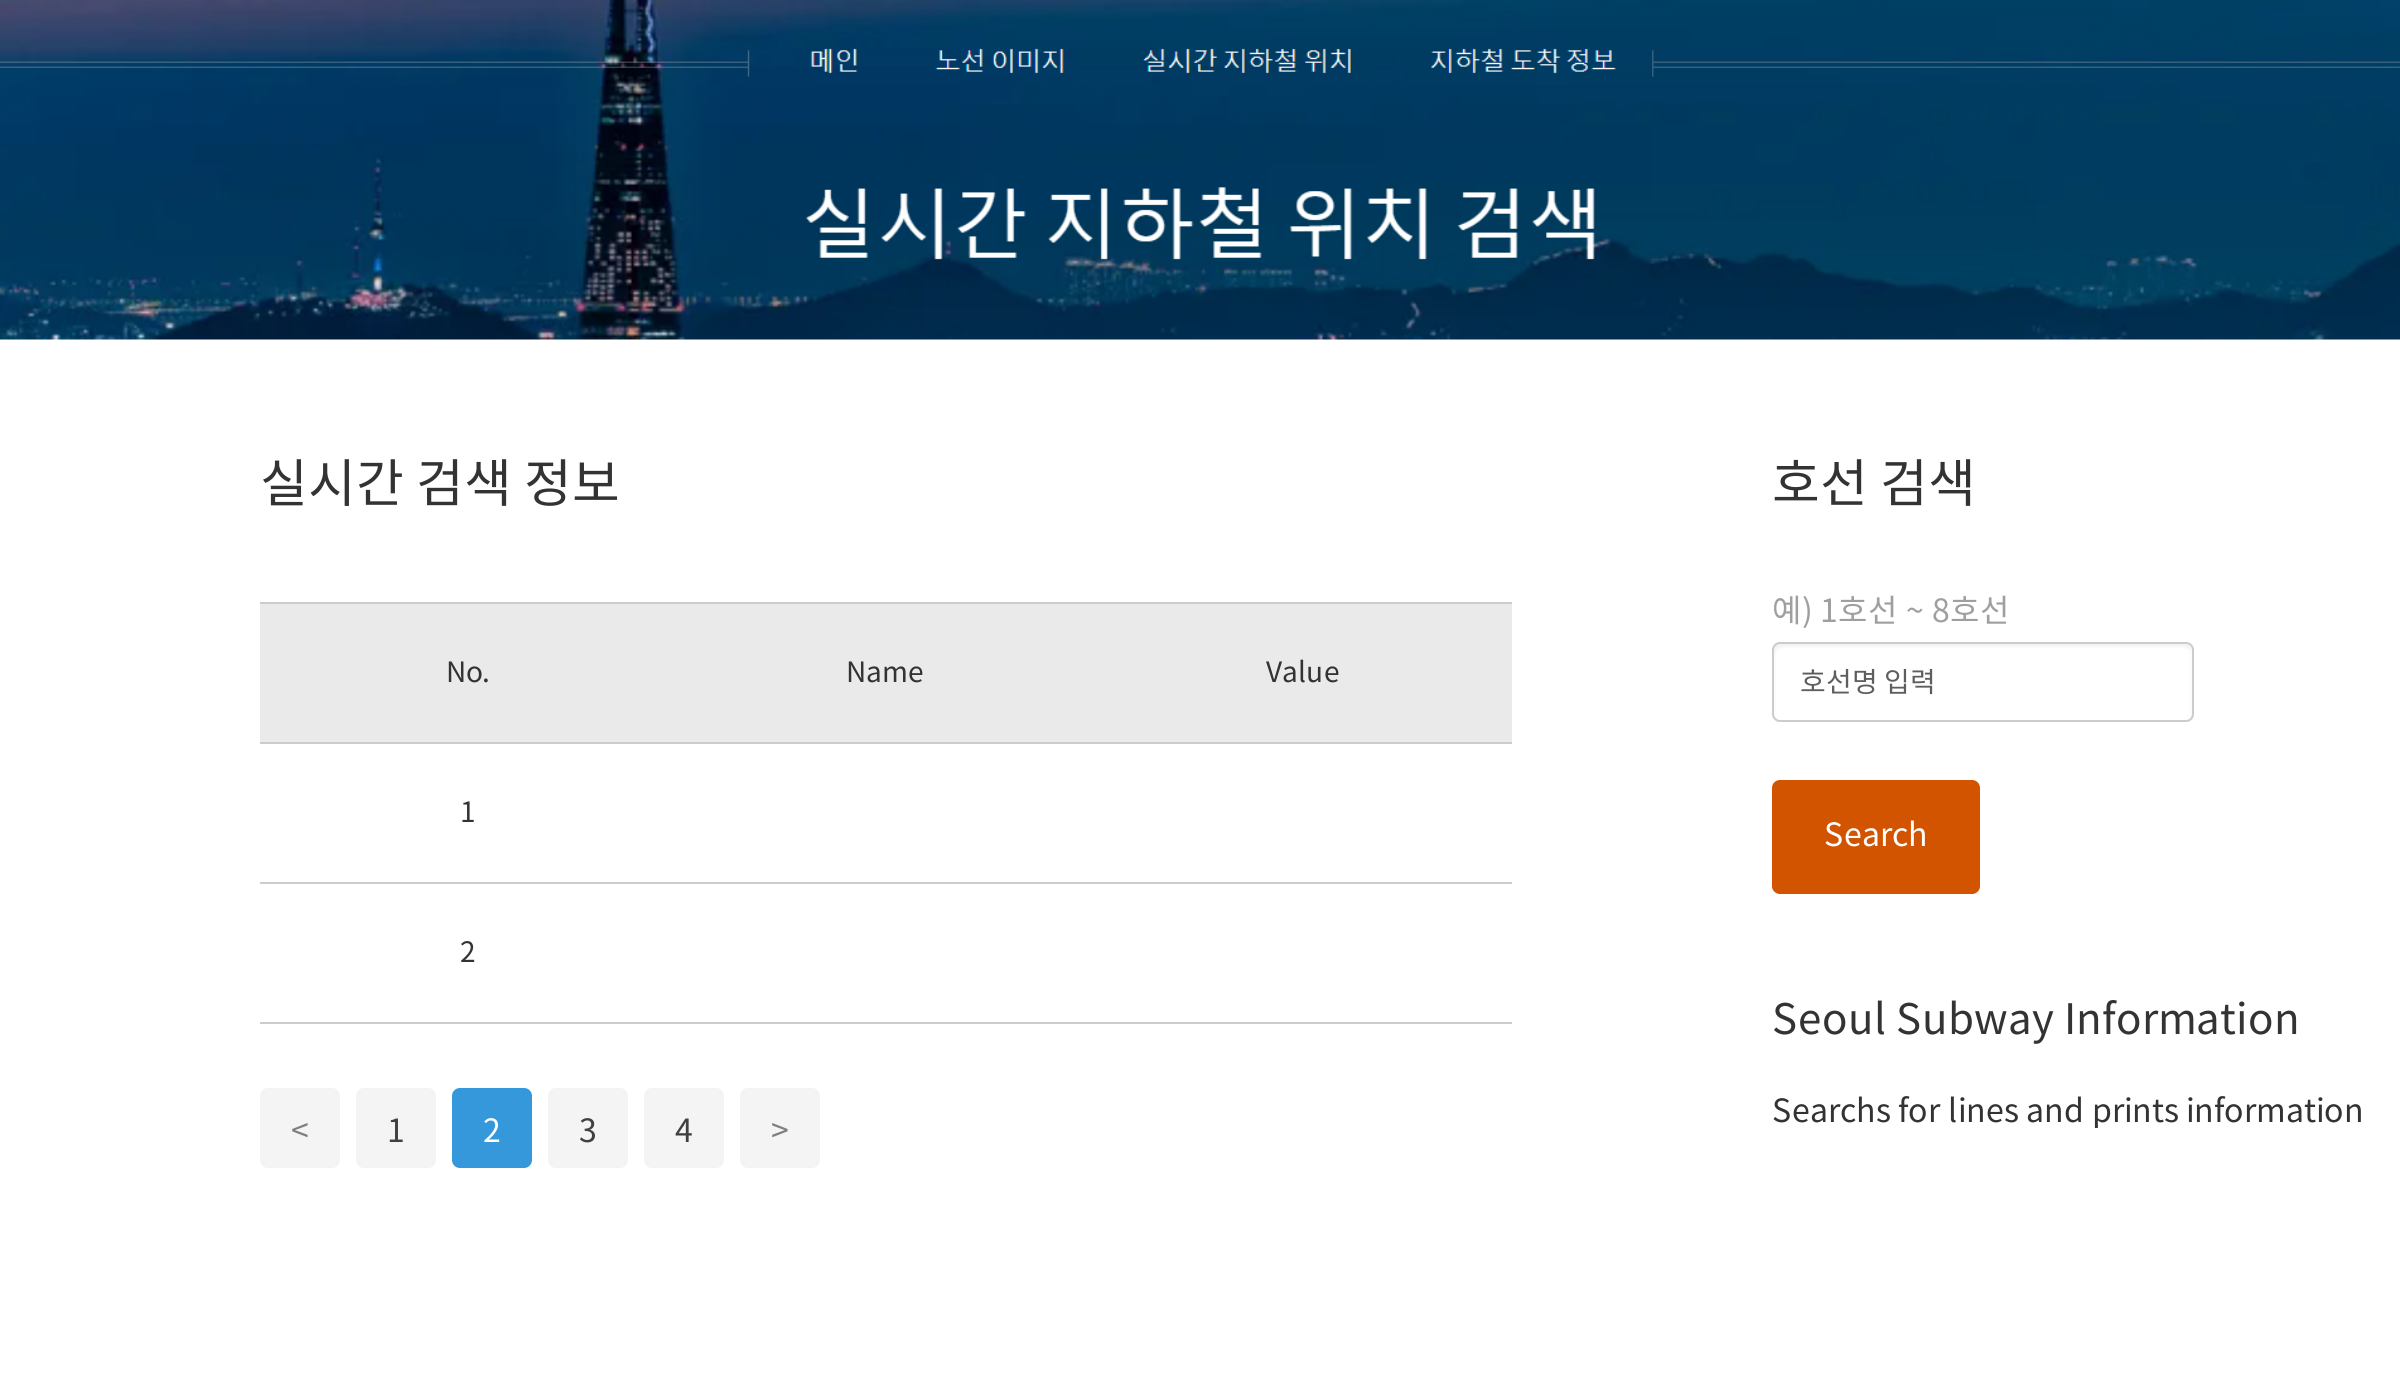 메인 노선 이미지 실시간 지하철 위치 지하철 도착 정보
실시간 지하철 위치 검색
실시간 검색 정보
No. Name Value
1
2
< 1 2 3 4 >
호선 검색
예) 1호선 ~ 8호선
호선명 입력
Search
Seoul Subway Information
Searchs for lines and prints information